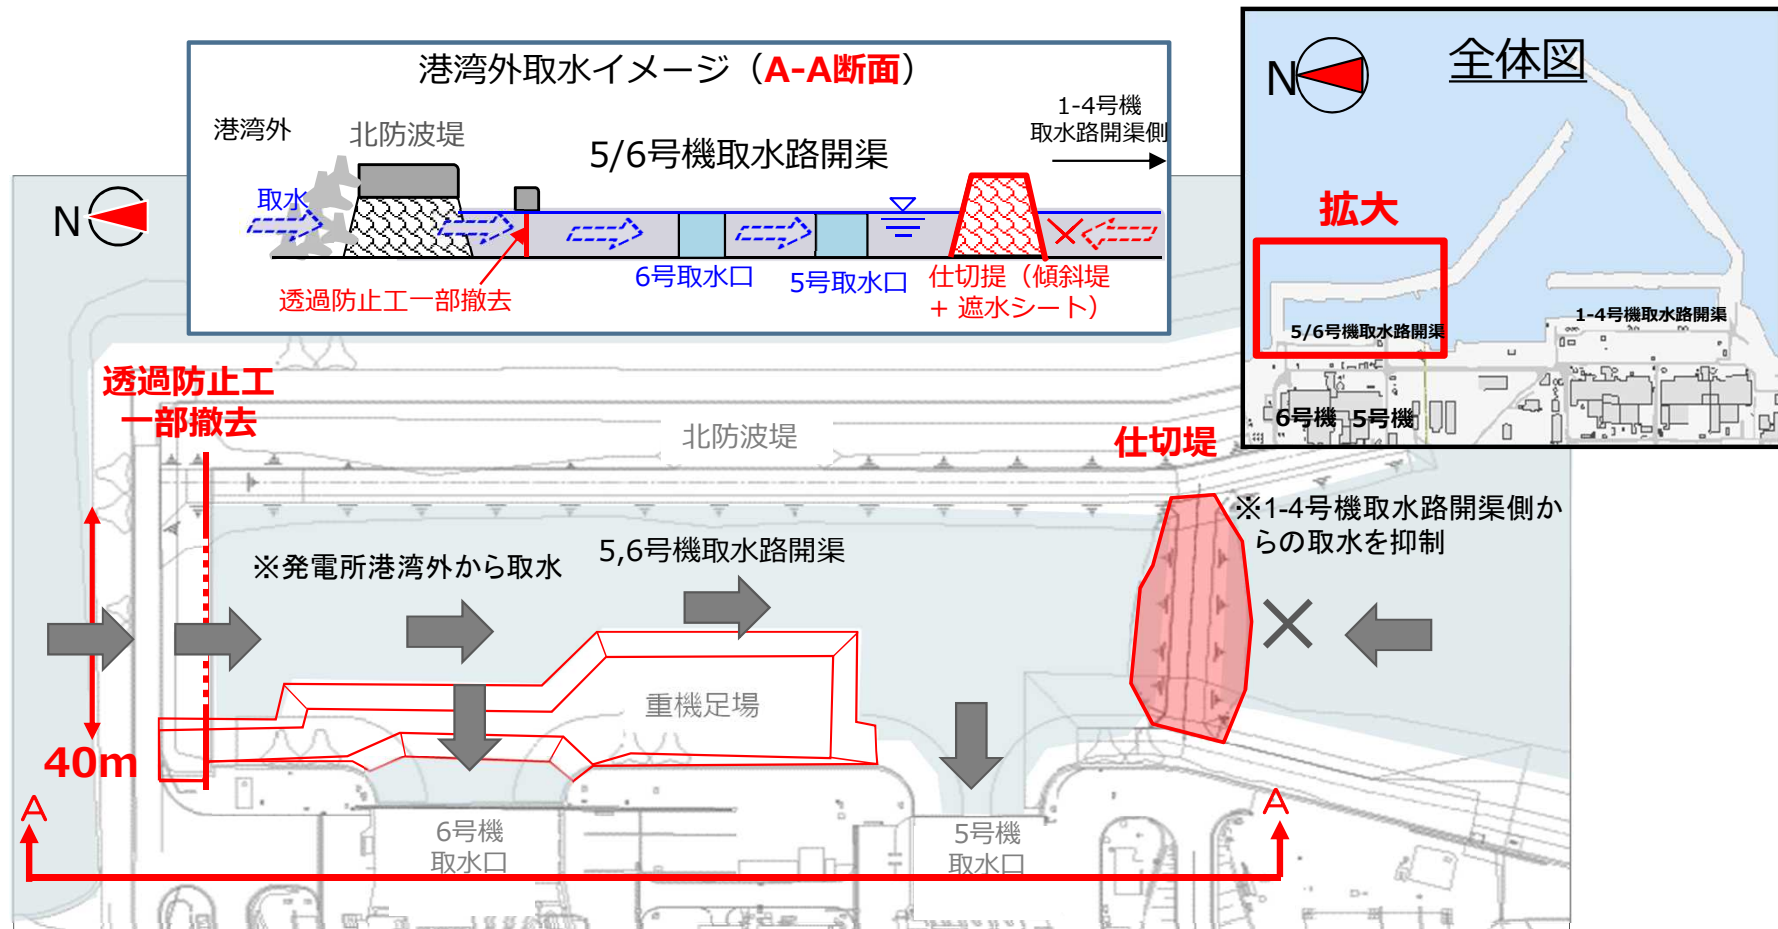 港湾外取水イメージ（A-A断面）
港湾外
北防波堤
5/6号機取水路開渠
1-4号機
取水路開渠側
取水
透過防止工一部撤去
6号取水口
5号取水口
仕切堤（傾斜堤
+ 遮水シート）
N
全体図
拡大
5/6号機取水路開渠
1-4号機取水路開渠
6号機
5号機
N
透過防止工
一部撤去
北防波堤
仕切堤
※1-4号機取水路開渠側か
らの取水を抑制
※発電所港湾外から取水
5,6号機取水路開渠
重機足場
40m
A
A
6号機
取水口
5号機
取水口